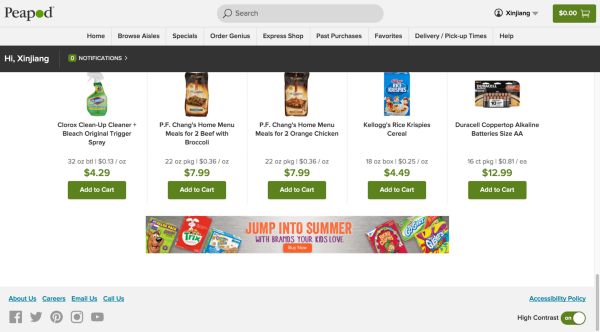 Peapod
Search
Xinjiang
$0.00
Home
Browse Aisles
Specials
Order Genius
Express Shop
Past Purchases
Favorites
Delivery / Pick-up Times
Help
Hi, Xinjiang
0 NOTIFICATIONS >
Clorox Clean-Up Cleaner +
Bleach Original Trigger
Spray
32 oz btl | $0.13 / oz
$4.29
Add to Cart
P.F. Chang's Home Menu
Meals for 2 Beef with
Broccoli
22 oz pkg | $0.36 / oz
$7.99
Add to Cart
P.F. Chang's Home Menu
Meals for 2 Orange Chicken
22 oz pkg | $0.36 / oz
$7.99
Add to Cart
RICE
KRISPIES
Kellogg's Rice Krispies
Cereal
18 oz box | $0.25 / oz
$4.49
Add to Cart
DURACELL
Duracell Coppertop Alkaline
Batteries Size AA
16 ct pkg | $0.81 / ea
$12.99
Add to Cart
Trix
JUMP INTO SUMMER
WITH BRANDS YOUR KIDS LOVE
Buy Now
About Us
Careers
Email Us
Call Us
Accessibility Policy
High Contrast
ON